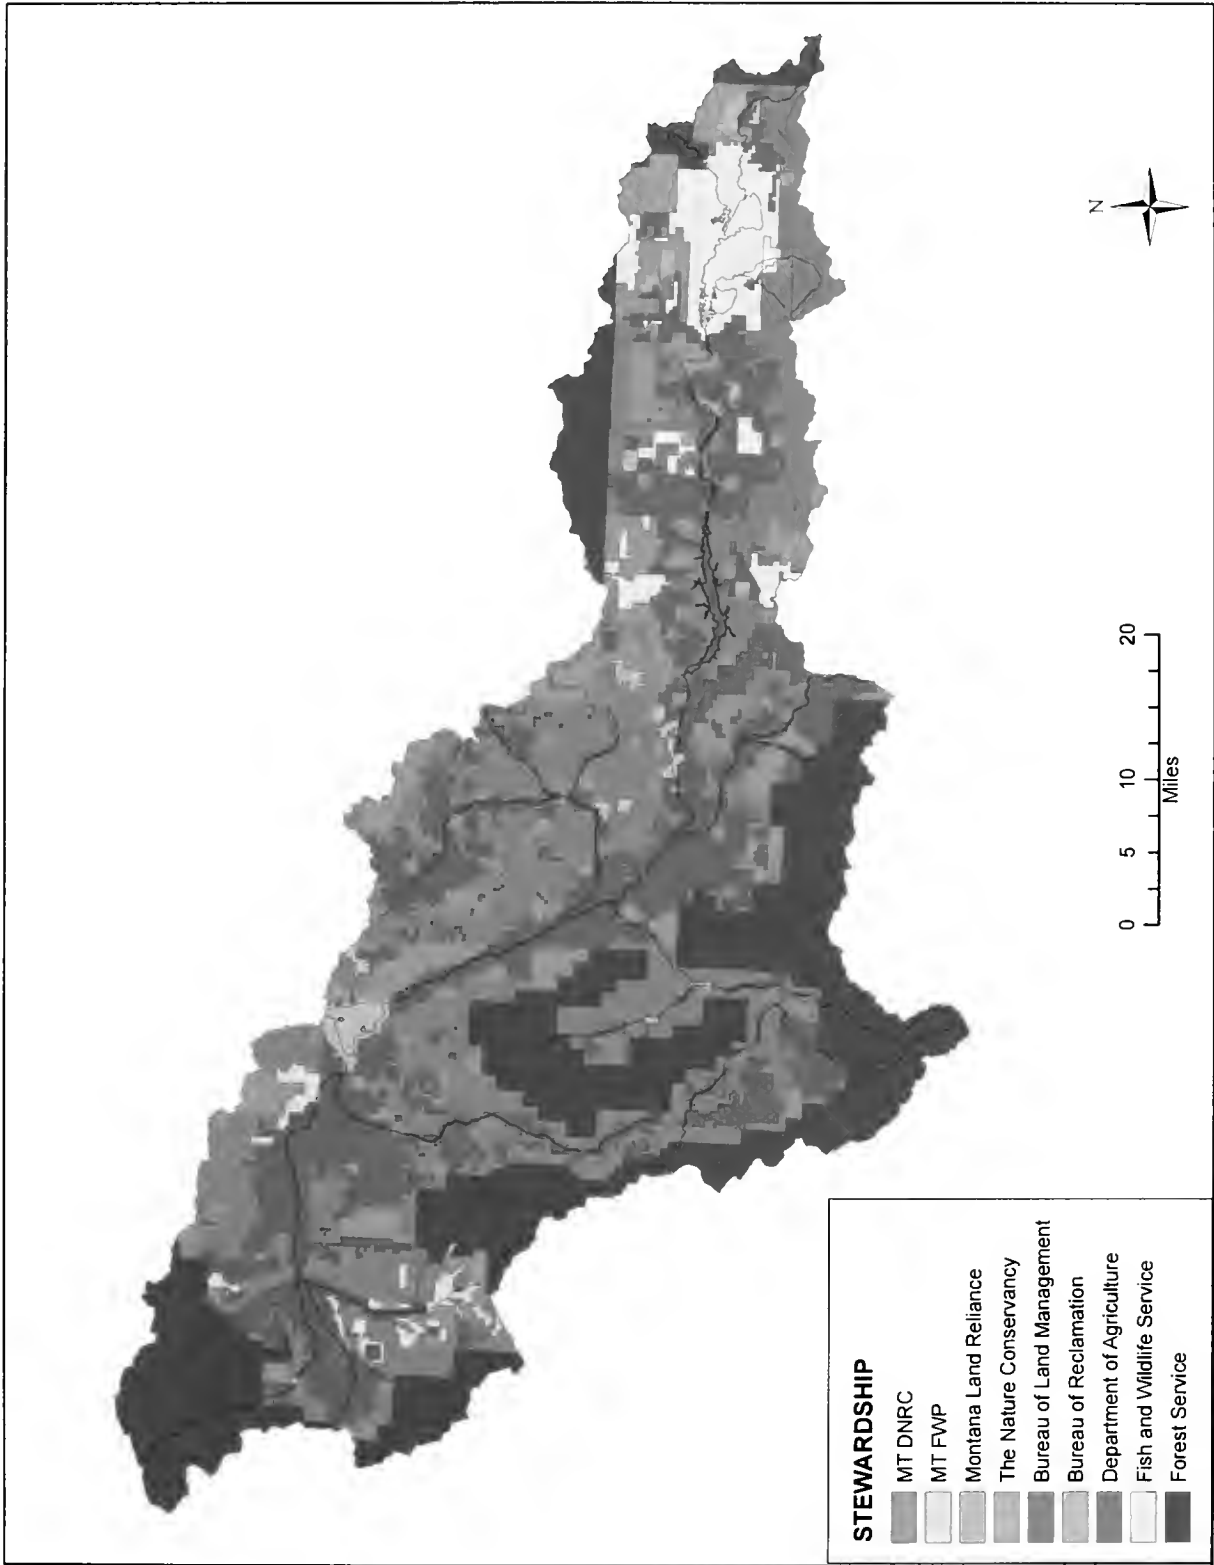 N
0 5 10 20
Miles
STEWARDSHIP
MT DNRC
MT FWP
Montana Land Reliance
The Nature Conservancy
Bureau of Land Management
Bureau of Reclamation
Department of Agriculture
Fish and Wildlife Service
Forest Service